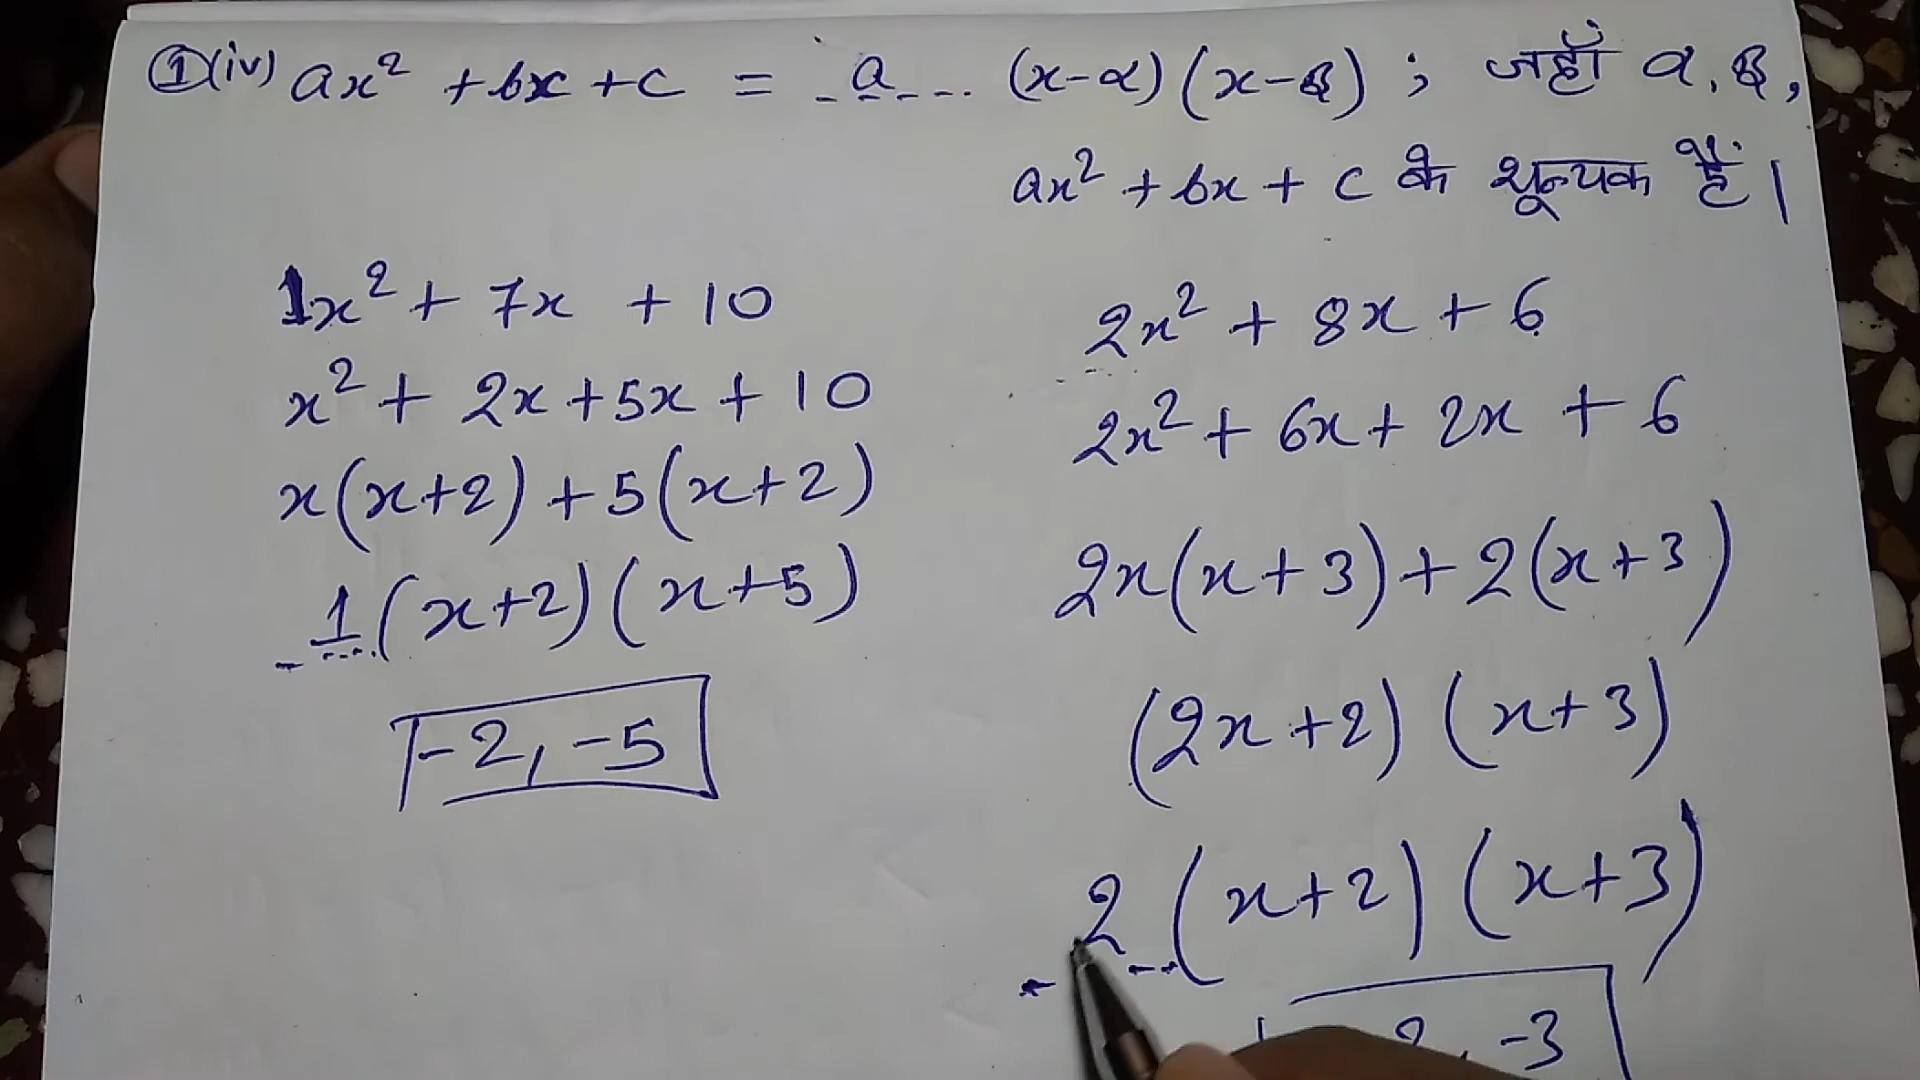 ①(iv) ax² + bx + c = - a - - - (x-α)(x-β) ; जहाँ α, β,
ax² + bx + c के शून्यक हैं।
1x² + 7x + 10
x² + 2x + 5x + 10
x(x+2) + 5(x+2)
1(x+2)(x+5)
-2, -5
2x² + 8x + 6
2x² + 6x + 2x + 6
2x(x+3) + 2(x+3)
(2x+2) (x+3)
2 (x+2) (x+3)
2, -3